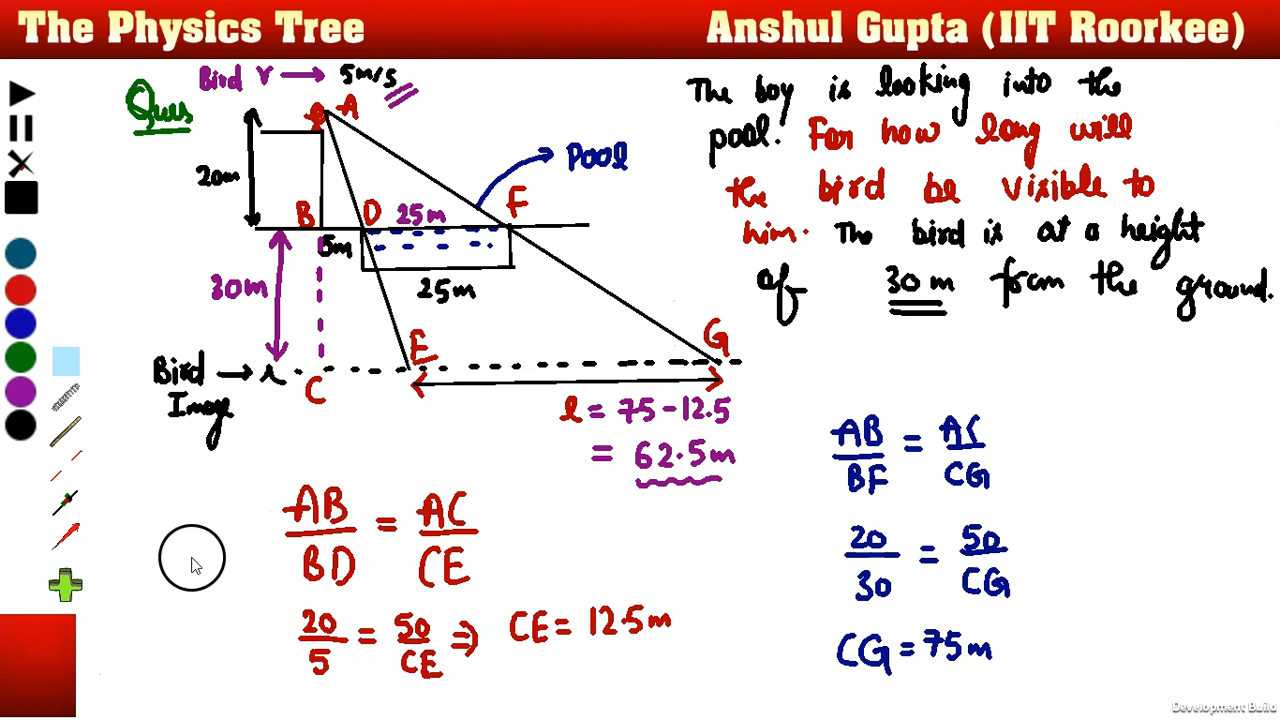 The Physics Tree
Anshul Gupta (IIT Roorkee)
Ques
Bird
5m/s
A
20m
B
D
25m
F
Pool
5m
25m
30m
Bird
Image
C
E
G
l = 75 - 12.5
= 62.5m
The boy is looking into the
pool. For how long will
the bird be visible to
him. The bird is at a height
of 30 m from the ground.
AB/BD = AC/CE
20/5 = 50/CE ⇒ CE = 12.5m
AB/BF = AC/CG
20/30 = 50/CG
CG = 75m
Development Build